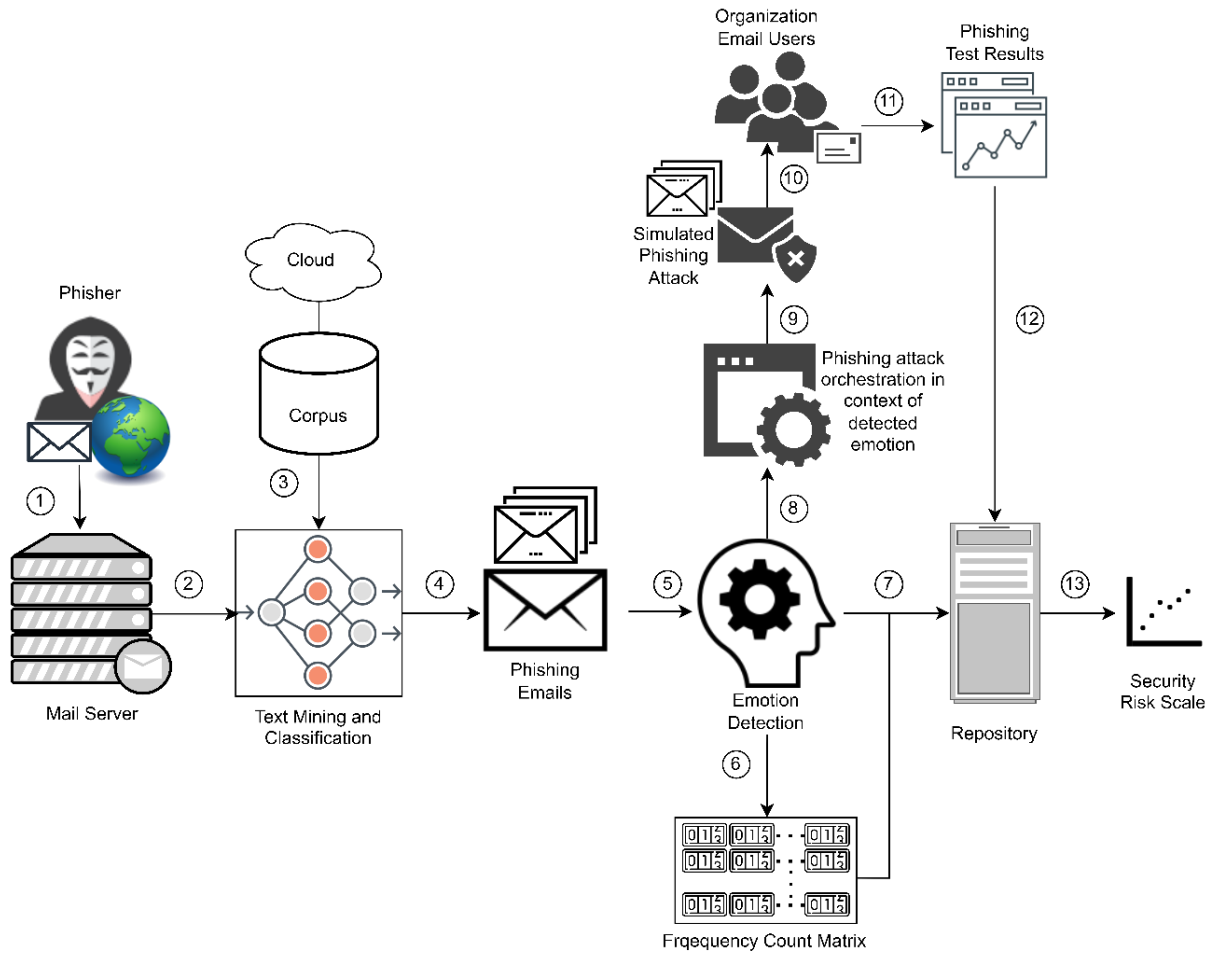 Organization
Email Users
Phishing
Test Results
11
10
Simulated
Phishing
Attack
Cloud
Phisher
9
12
Phishing attack
orchestration in
context of
detected
emotion
Corpus
3
1
8
2
4
5
7
13
Mail Server
Text Mining and
Classification
Phishing
Emails
Emotion
Detection
Repository
Security
Risk Scale
6
Frqequency Count Matrix